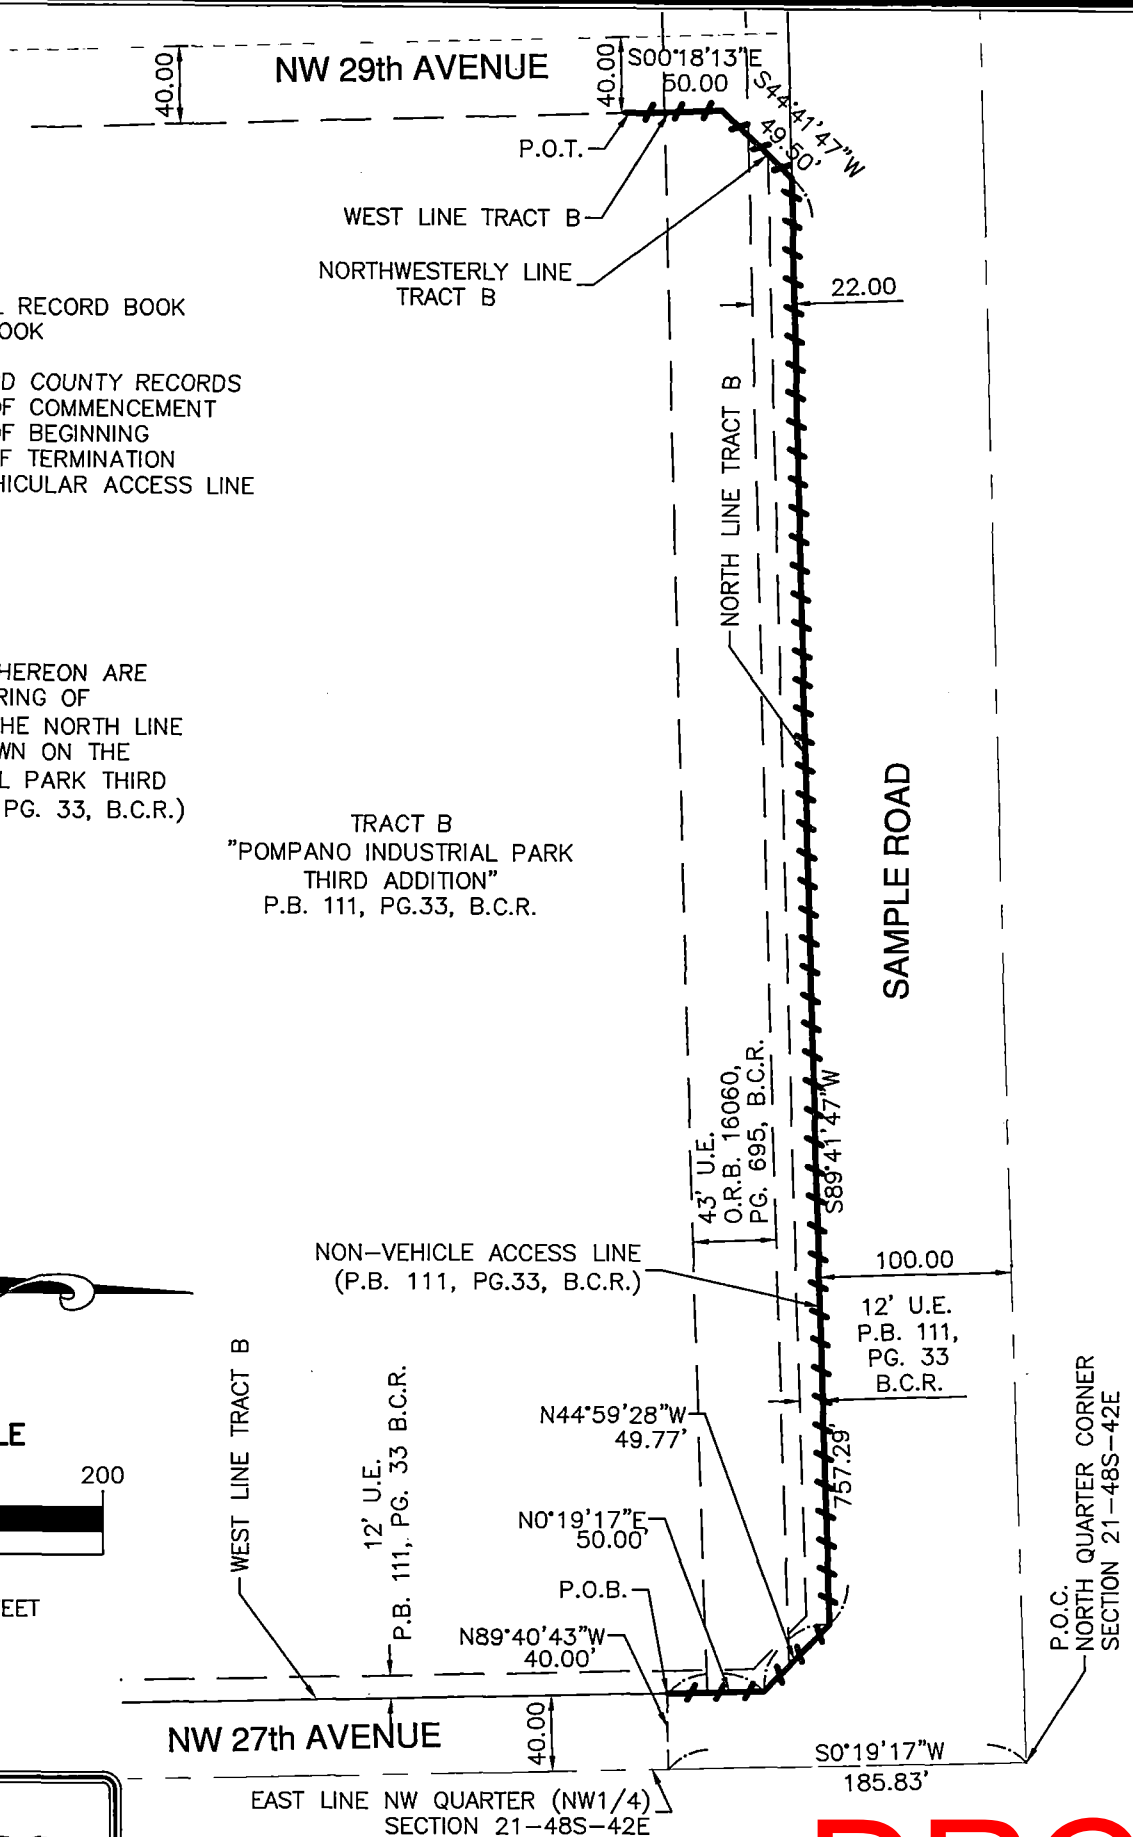 NW 29th AVENUE
40.00
40.00
S00°18'13"E
50.00
S44°41'47"W
49.50'
P.O.T.
WEST LINE TRACT B
NORTHWESTERLY LINE
TRACT B
22.00
RECORD BOOK
OOK
D COUNTY RECORDS
OF COMMENCEMENT
OF BEGINNING
F TERMINATION
HICULAR ACCESS LINE
NORTH LINE TRACT B
HEREON ARE
RING OF
HE NORTH LINE
WN ON THE
L PARK THIRD
PG. 33, B.C.R.)
TRACT B
"POMPANO INDUSTRIAL PARK
THIRD ADDITION"
P.B. 111, PG.33, B.C.R.
SAMPLE ROAD
43' U.E.
O.R.B. 16060,
PG. 695, B.C.R.
S89°41'47"W
757.29'
NON-VEHICLE ACCESS LINE
(P.B. 111, PG.33, B.C.R.)
100.00
12' U.E.
P.B. 111,
PG. 33
B.C.R.
WEST LINE TRACT B
12' U.E.
P.B. 111, PG. 33 B.C.R.
N44°59'28"W
49.77'
LE
200
EET
N0°19'17"E
50.00'
P.O.B.
N89°40'43"W
40.00'
P.O.C.
NORTH QUARTER CORNER
SECTION 21-48S-42E
NW 27th AVENUE
40.00
S0°19'17"W
185.83'
EAST LINE NW QUARTER (NW1/4)
SECTION 21-48S-42E